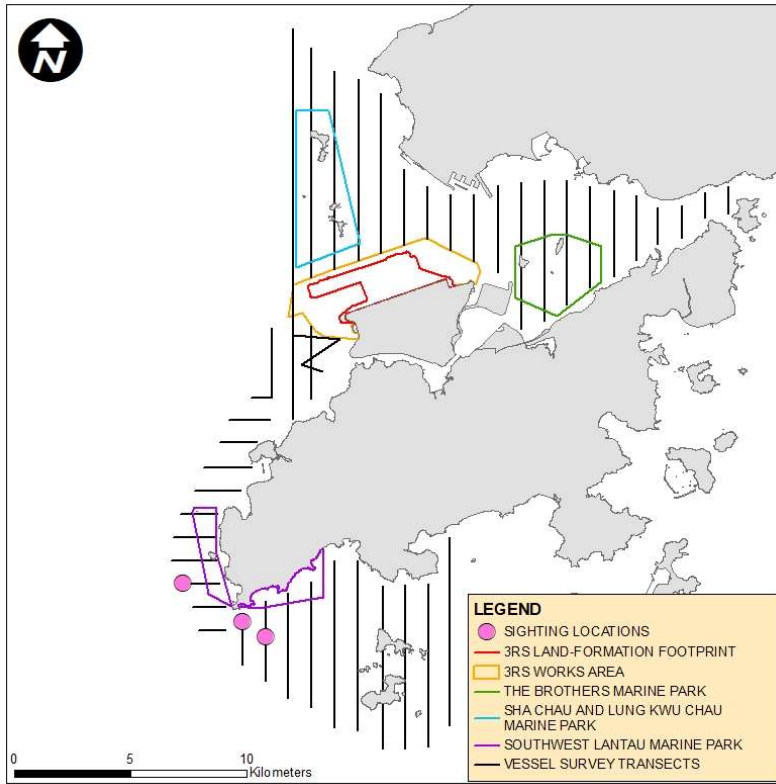 N
LEGEND
SIGHTING LOCATIONS
3RS LAND-FORMATION FOOTPRINT
3RS WORKS AREA
THE BROTHERS MARINE PARK
SHA CHAU AND LUNG KWU CHAU
MARINE PARK
SOUTHWEST LANTAU MARINE PARK
VESSEL SURVEY TRANSECTS
0 5 10
Kilometers